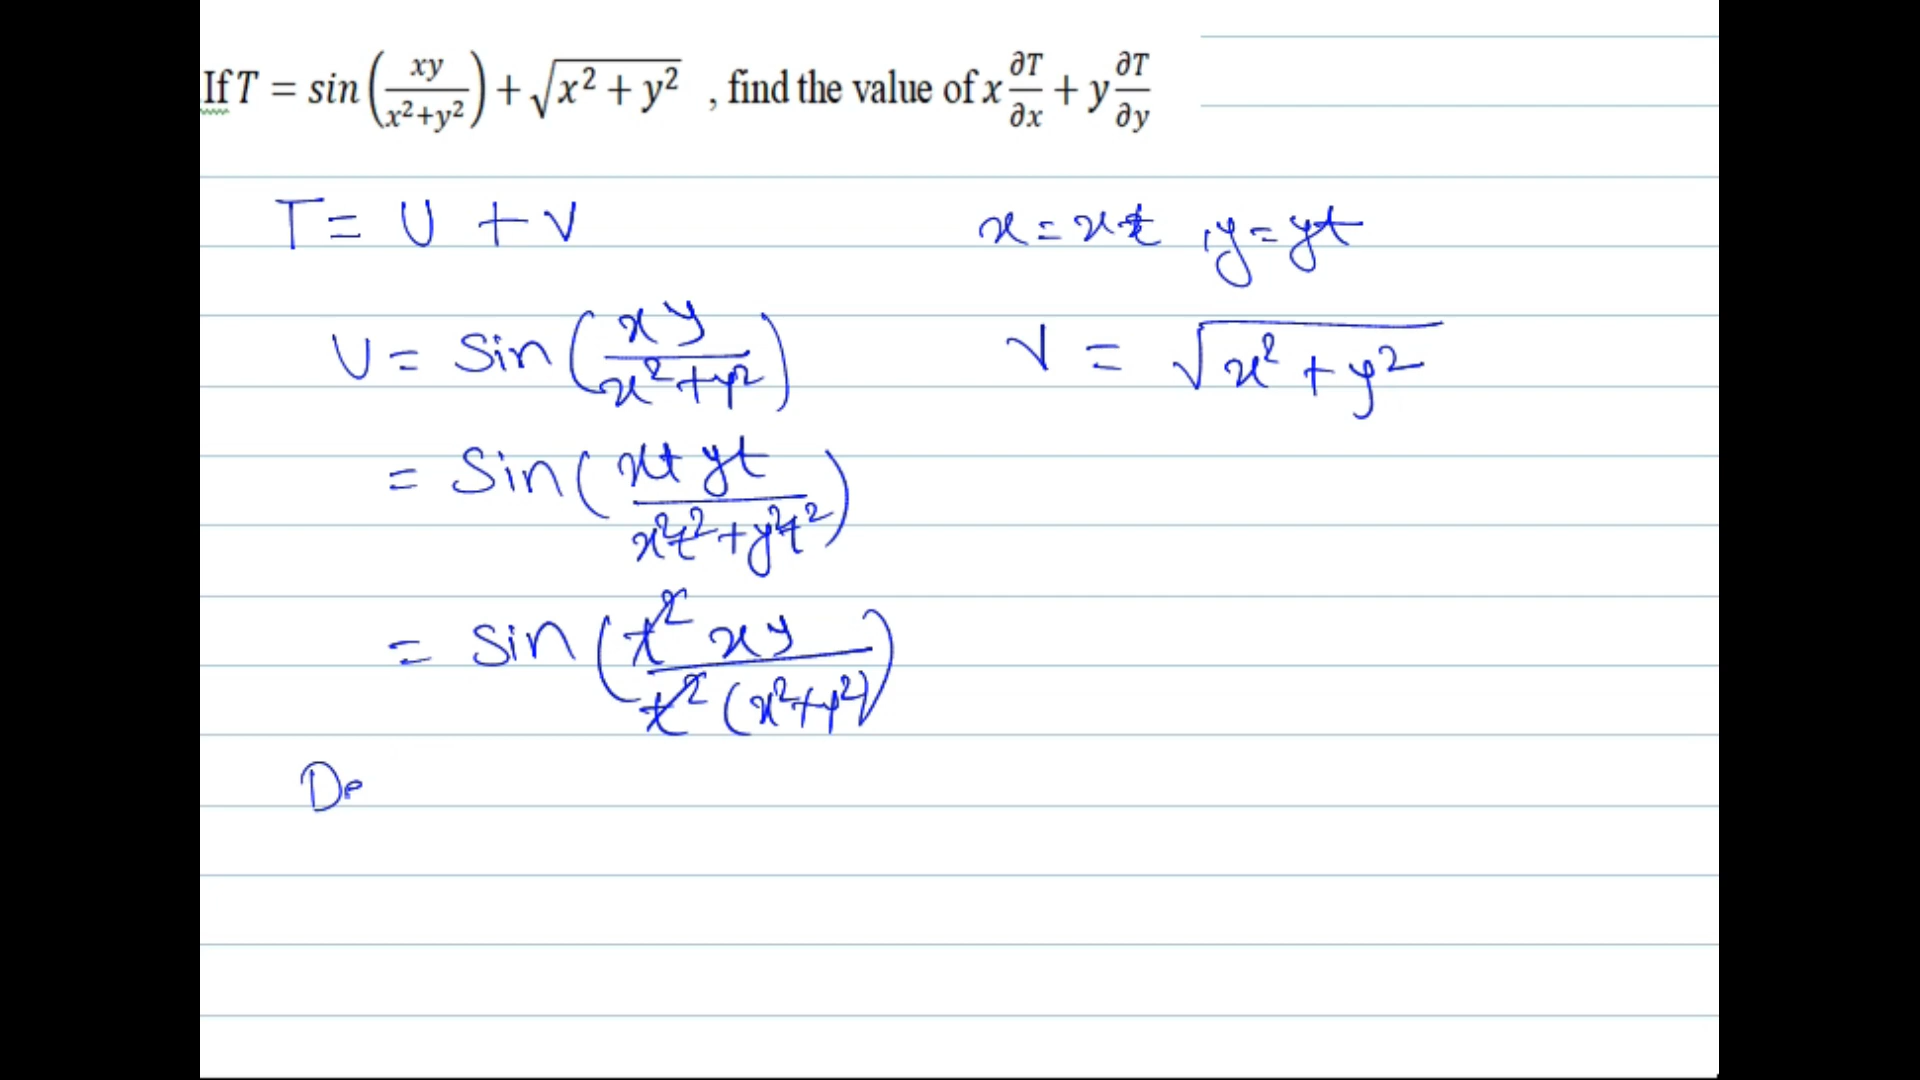 If T = sin(xy/(x²+y²)) + √(x² + y²) , find the value of x ∂T/∂x + y ∂T/∂y
T = U + V
x = xt , y = yt
U = Sin(xy/(x²+y²))
V = √(x² + y²)
= Sin(xt yt/(x²t²+y²t²))
= Sin(t² xy/(t² (x²+y²)))
De